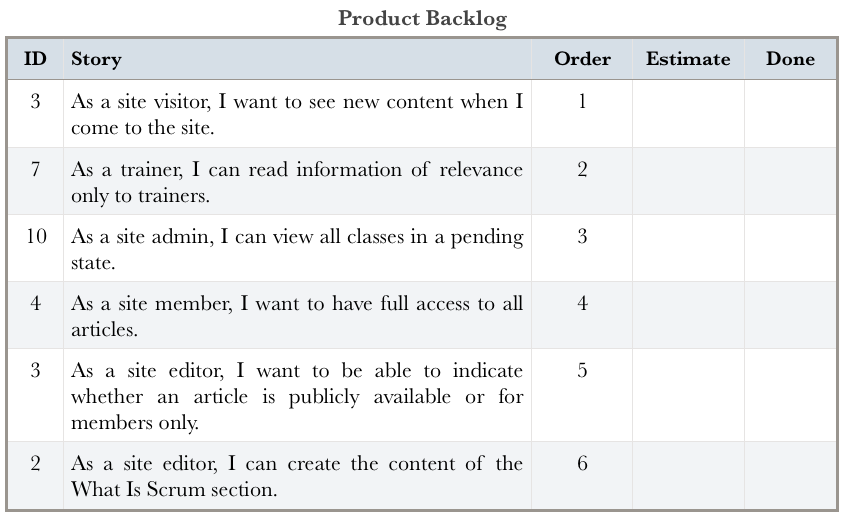 Product Backlog
ID Story Order Estimate Done
3 As a site visitor, I want to see new content when I 1
come to the site.
7 As a trainer, I can read information of relevance 2
only to trainers.
10 As a site admin, I can view all classes in a pending 3
state.
4 As a site member, I want to have full access to all 4
articles.
3 As a site editor, I want to be able to indicate 5
whether an article is publicly available or for
members only.
2 As a site editor, I can create the content of the 6
What Is Scrum section.